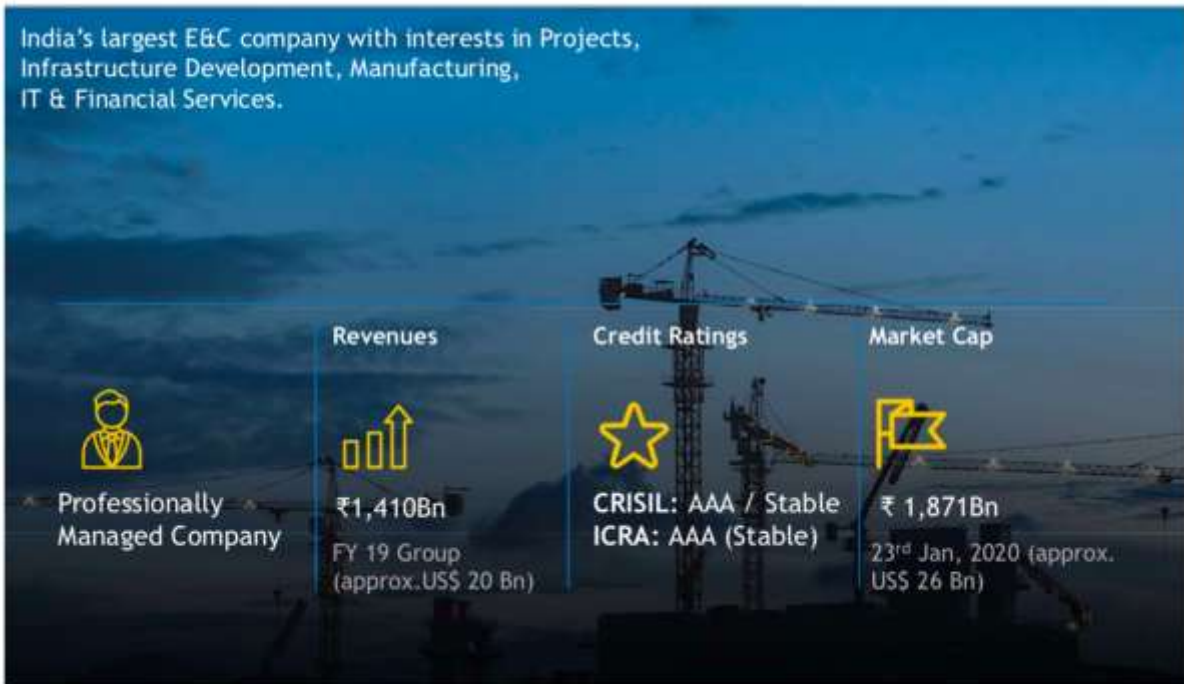 India's largest E&C company with interests in Projects,
Infrastructure Development, Manufacturing,
IT & Financial Services.
Professionally
Managed Company
Revenues
₹1,410Bn
FY 19 Group
(approx.US$ 20 Bn)
Credit Ratings
CRISIL: AAA / Stable
ICRA: AAA (Stable)
Market Cap
₹ 1,871Bn
23rd Jan, 2020 (approx.
US$ 26 Bn)